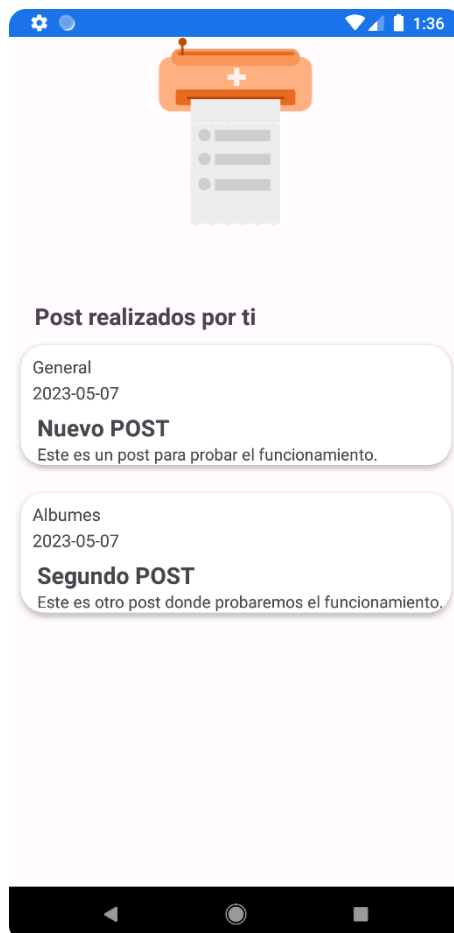 1:36
Post realizados por ti
General
2023-05-07
Nuevo POST
Este es un post para probar el funcionamiento.
Albumes
2023-05-07
Segundo POST
Este es otro post donde probaremos el funcionamiento.